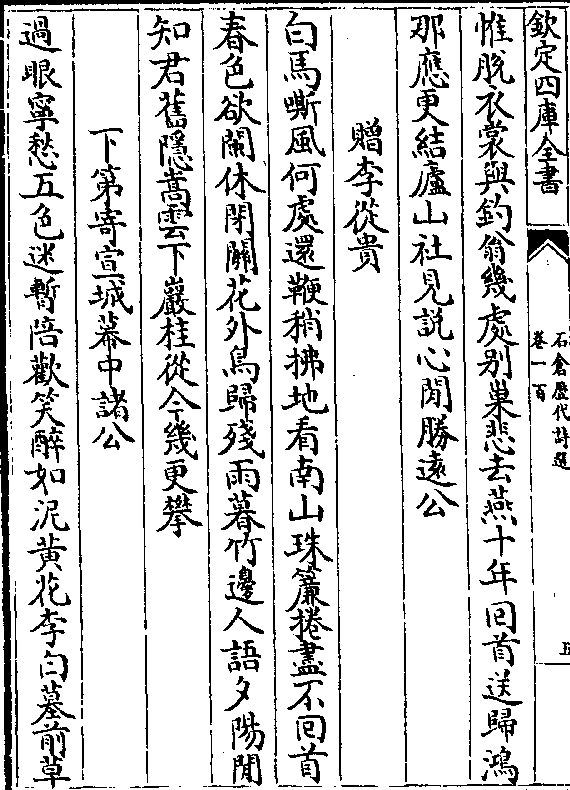 欽定四庫全書
石倉歷代詩選
卷一百
五
惟脫衣裳與釣翁幾處別巢悲去燕十年回首送歸鴻
那應更結廬山社見說心閒勝遠公
贈李從貴
白馬嘶風何處還鞭梢拂地看南山珠簾捲盡不回首
春色欲闌休閉關花外鳥歸殘雨暮竹邊人語夕陽閒
知君舊隱嵩雲下巖桂從今幾更攀
下第寄宣城幕中諸公
過眼寧愁五色迷暫陪歡笑醉如泥黃花李白墓前草